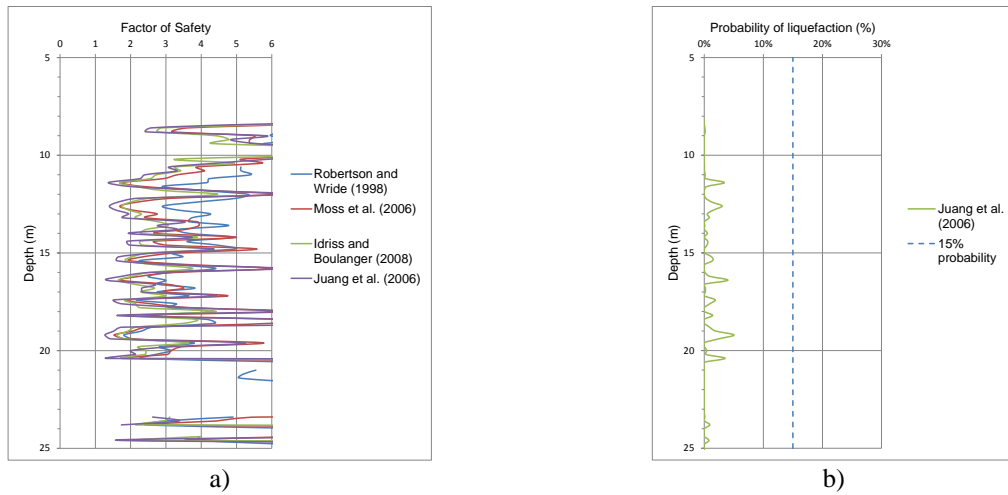 Factor of Safety
0 1 2 3 4 5 6
5
10
15
20
25
Depth (m)
Robertson and
Wride (1998)
Moss et al. (2006)
Idriss and
Boulanger (2008)
Juang et al. (2006)
a)
Probability of liquefaction (%)
0% 10% 20% 30%
5
10
15
20
25
Depth (m)
Juang et al.
(2006)
15%
probability
b)